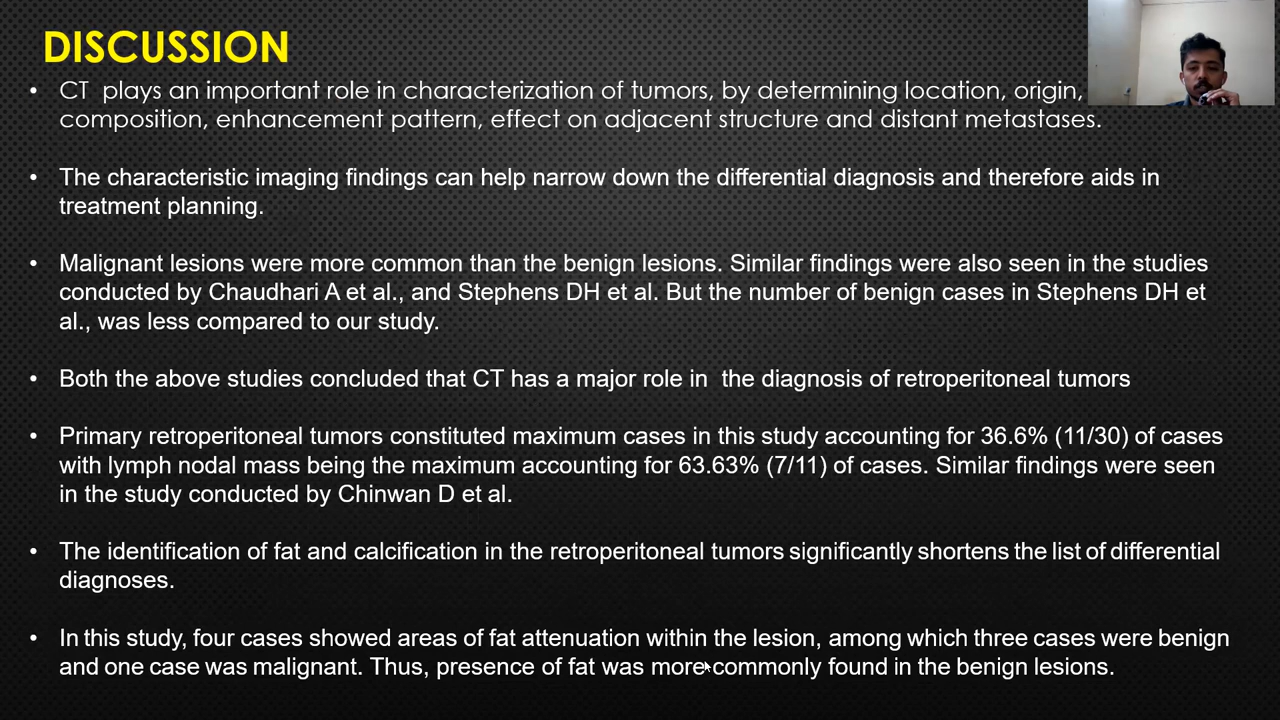 DISCUSSION
• CT plays an important role in characterization of tumors, by determining location, origin,
composition, enhancement pattern, effect on adjacent structure and distant metastases.
• The characteristic imaging findings can help narrow down the differential diagnosis and therefore aids in
treatment planning.
• Malignant lesions were more common than the benign lesions. Similar findings were also seen in the studies
conducted by Chaudhari A et al., and Stephens DH et al. But the number of benign cases in Stephens DH et
al., was less compared to our study.
• Both the above studies concluded that CT has a major role in the diagnosis of retroperitoneal tumors
• Primary retroperitoneal tumors constituted maximum cases in this study accounting for 36.6% (11/30) of cases
with lymph nodal mass being the maximum accounting for 63.63% (7/11) of cases. Similar findings were seen
in the study conducted by Chinwan D et al.
• The identification of fat and calcification in the retroperitoneal tumors significantly shortens the list of differential
diagnoses.
• In this study, four cases showed areas of fat attenuation within the lesion, among which three cases were benign
and one case was malignant. Thus, presence of fat was more commonly found in the benign lesions.